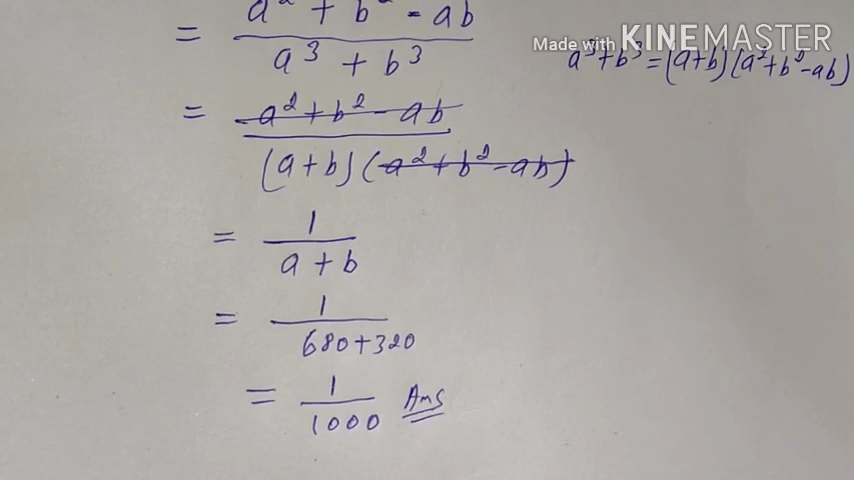 = a² + b² - ab / a³ + b³
Made with KINEMASTER
a³+b³ = (a+b) (a²+b²-ab)
= a² + b² - ab / (a+b) (a² + b² - ab)
= 1 / a + b
= 1 / 680+320
= 1 / 1000 Ans